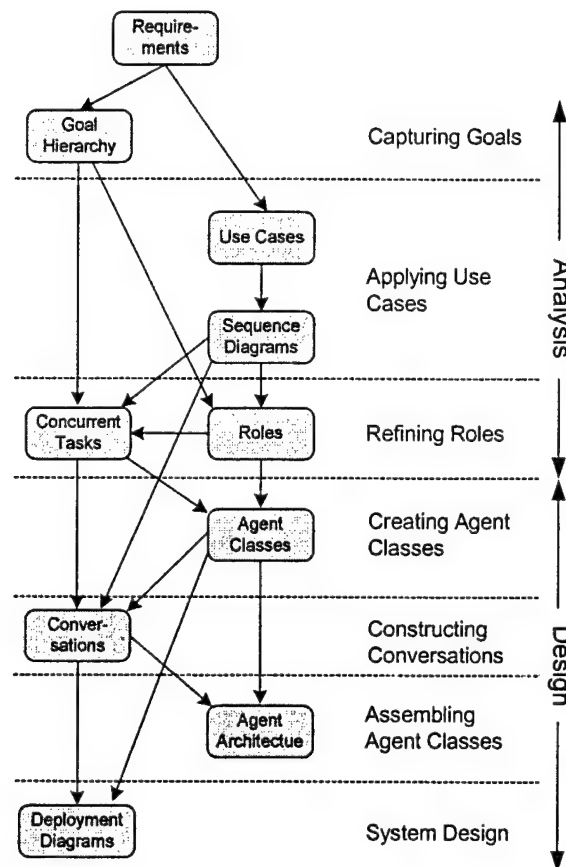 Require-
ments
Goal
Hierarchy
Capturing Goals
Use Cases
Applying Use
Cases
Sequence
Diagrams
Analysis
Concurrent
Tasks
Roles
Refining Roles
Agent
Classes
Creating Agent
Classes
Conver-
sations
Constructing
Conversations
Design
Agent
Architectue
Assembling
Agent Classes
Deployment
Diagrams
System Design